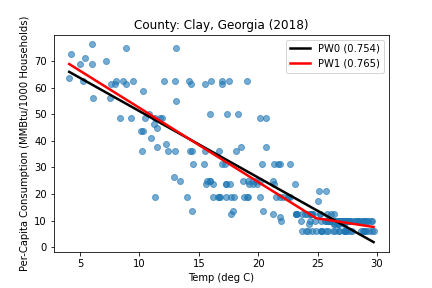 County: Clay, Georgia (2018)
PW0 (0.754)
PW1 (0.765)
Per-Capita Consumption (MMBtu/1000 Households)
70
60
50
40
30
20
10
0
5
10
15
20
25
30
Temp (deg C)